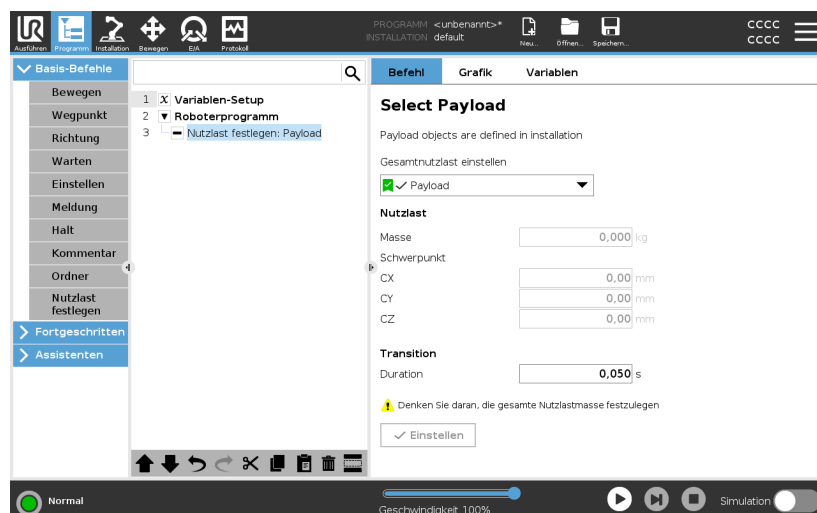 PROGRAMM <unbenannt>*
INSTALLATION default
CCCC
CCCC
Ausführen Programm Installation Bewegen E/A Protokoll Neu... Öffnen... Speichern...
Basis-Befehle
Bewegen
Wegpunkt
Richtung
Warten
Einstellen
Meldung
Halt
Kommentar
Ordner
Nutzlast
festlegen
Fortgeschritten
Assistenten
1 X Variablen-Setup
2 Roboterprogramm
3 Nutzlast festlegen: Payload
Befehl Grafik Variablen
Select Payload
Payload objects are defined in installation
Gesamtnutzlast einstellen
Payload
Nutzlast
Masse 0,000 kg
Schwerpunkt
CX 0,00 mm
CY 0,00 mm
CZ 0,00 mm
Transition
Duration 0,050 s
Denken Sie daran, die gesamte Nutzlastmasse festzulegen
Einstellen
Normal
Geschwindigkeit 100%
Simulation